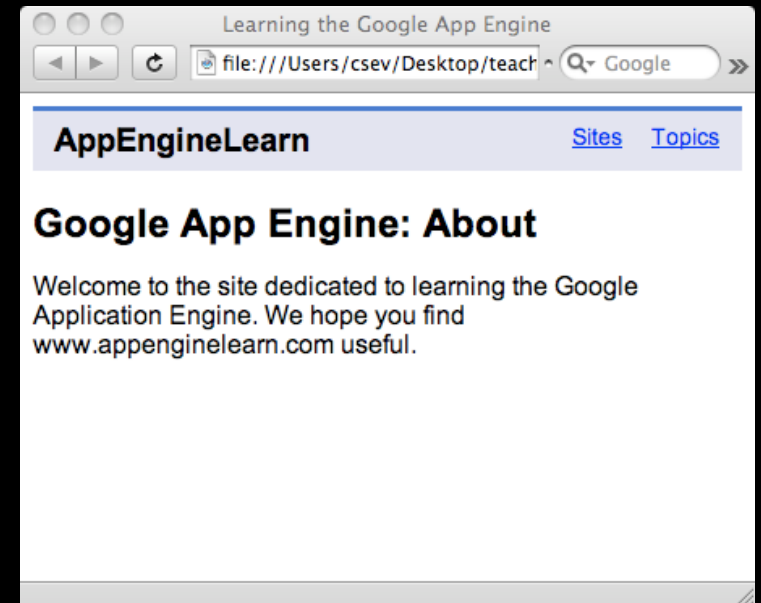 Learning the Google App Engine
file:///Users/csev/Desktop/teach Google
AppEngineLearn Sites Topics
Google App Engine: About
Welcome to the site dedicated to learning the Google
Application Engine. We hope you find
www.appenginelearn.com useful.